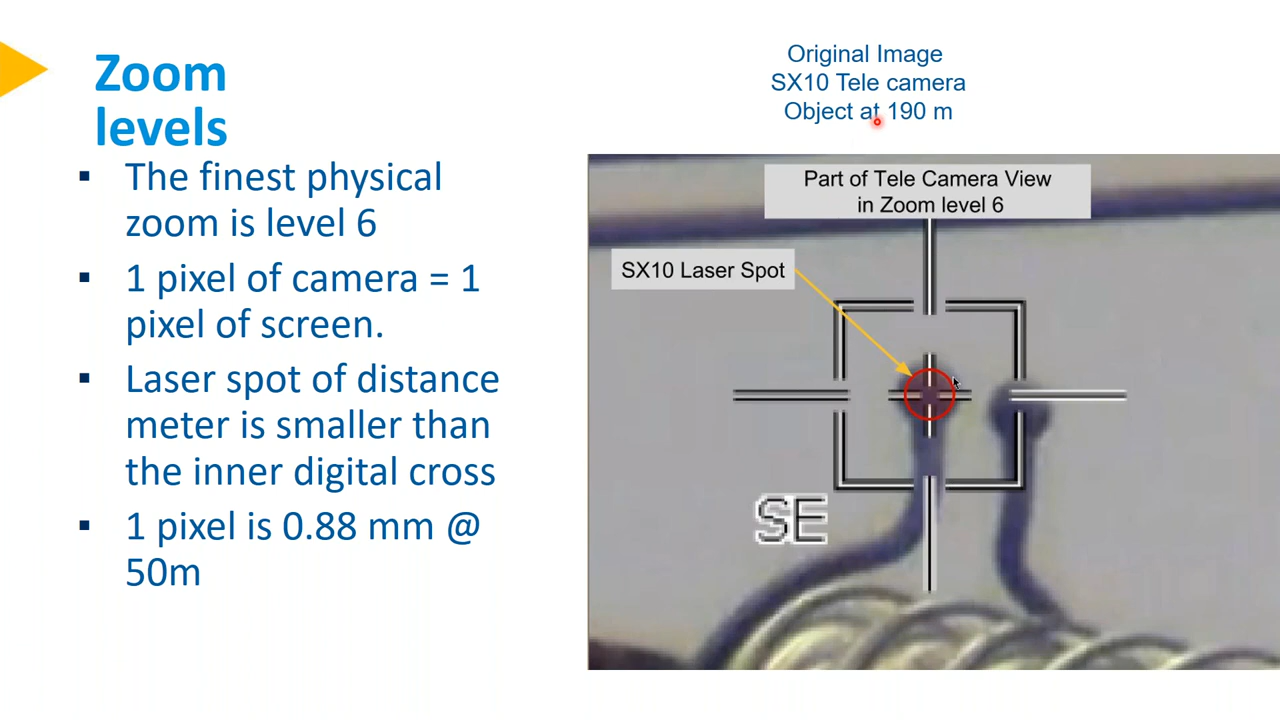 Zoom
levels
▪ The finest physical
zoom is level 6
▪ 1 pixel of camera = 1
pixel of screen.
▪ Laser spot of distance
meter is smaller than
the inner digital cross
▪ 1 pixel is 0.88 mm @
50m
Original Image
SX10 Tele camera
Object at 190 m
Part of Tele Camera View
in Zoom level 6
SX10 Laser Spot
SE